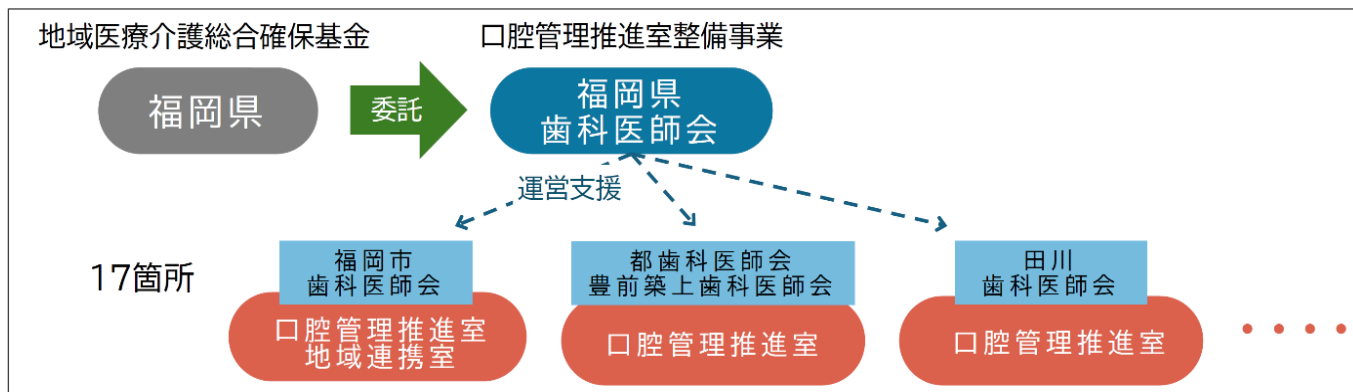 地域医療介護総合確保基金
口腔管理推進室整備事業
福岡県
委託
福岡県
歯科医師会
運営支援
17箇所
福岡市
歯科医師会
口腔管理推進室
地域連携室
都歯科医師会
豊前築上歯科医師会
口腔管理推進室
田川
歯科医師会
口腔管理推進室